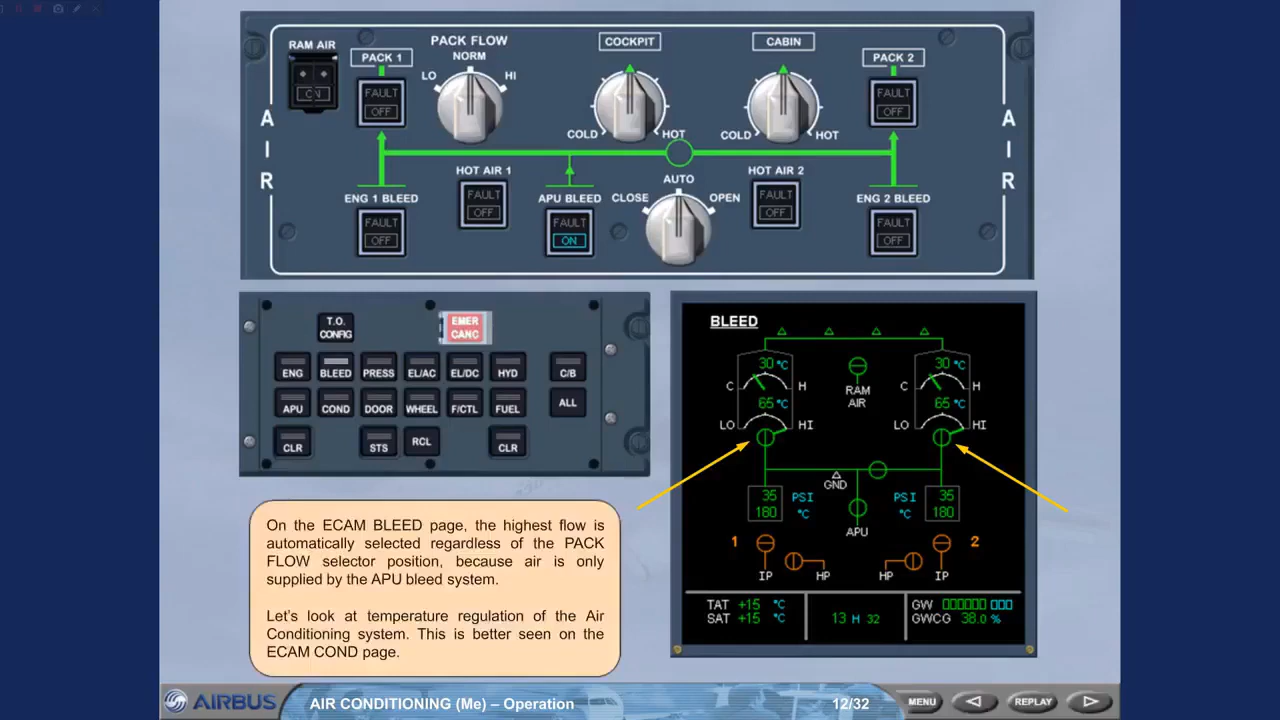 RAM AIR
PACK 1
PACK FLOW
NORM
LO
HI
COCKPIT
CABIN
PACK 2
FAULT
OFF
ON
FAULT
OFF
COLD
HOT
COLD
HOT
A
I
R
A
I
R
HOT AIR 1
AUTO
HOT AIR 2
ENG 1 BLEED
FAULT
OFF
APU BLEED
CLOSE
OPEN
FAULT
OFF
ENG 2 BLEED
FAULT
OFF
FAULT
ON
FAULT
OFF
T.O.
CONFIG
EMER
CANC
ENG BLEED PRESS EL/AC EL/DC HYD C/B
APU COND DOOR WHEEL F/CTL FUEL ALL
CLR STS RCL CLR
BLEED
30 °C
30 °C
C H
RAM
AIR
C H
65 °C
65 °C
LO HI
LO HI
GND
35 PSI
180 °C
PSI 35
°C 180
APU
1
2
IP HP
HP IP
TAT +15 °C
SAT +15 °C
13 H 32
GW
GWCG 38.0 %
On the ECAM BLEED page, the highest flow is
automatically selected regardless of the PACK
FLOW selector position, because air is only
supplied by the APU bleed system.
Let's look at temperature regulation of the Air
Conditioning system. This is better seen on the
ECAM COND page.
AIRBUS
AIR CONDITIONING (Me) – Operation
12/32
MENU
REPLAY